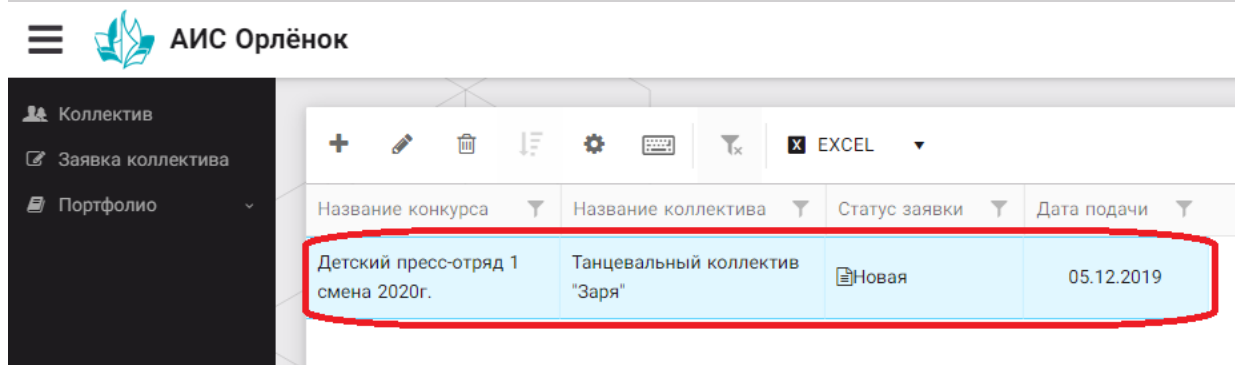 АИС Орлёнок
Коллектив
Заявка коллектива
Портфолио
X EXCEL
Название конкурса Название коллектива Статус заявки Дата подачи
Детский пресс-отряд 1 Танцевальный коллектив
Новая 05.12.2019
смена 2020г. "Заря"